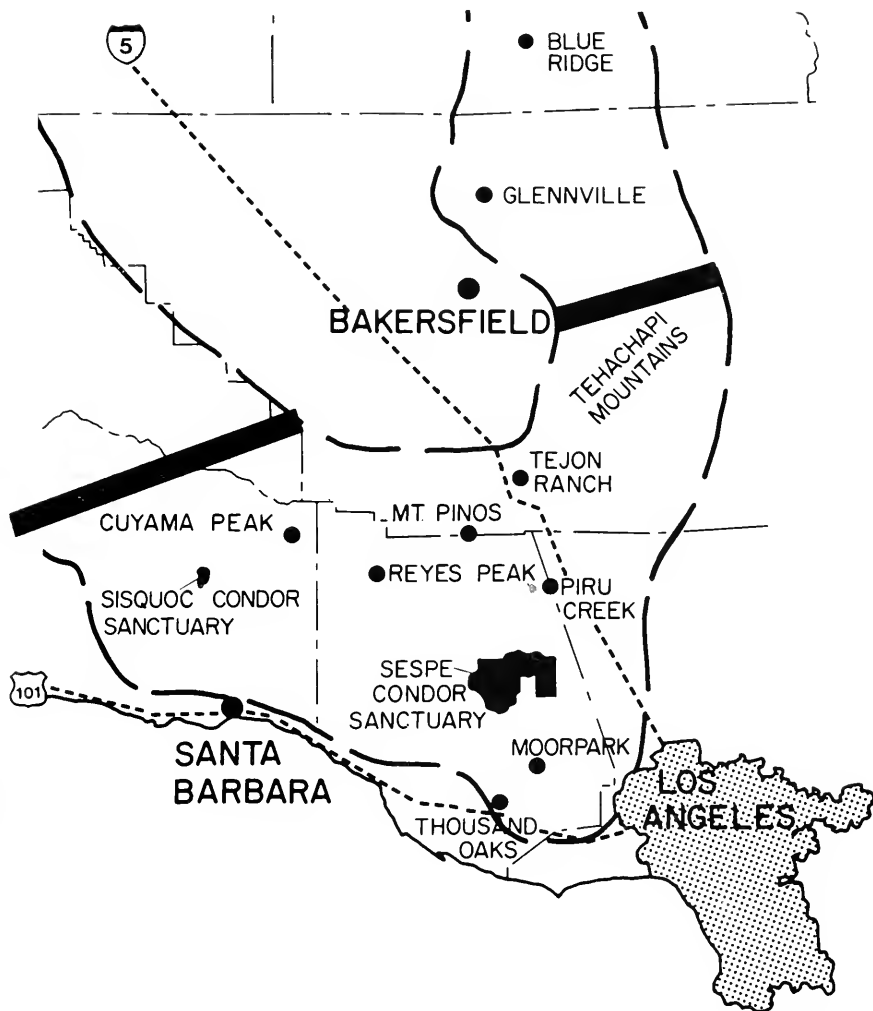 5
BLUE
RIDGE
GLENNVILLE
BAKERSFIELD
TEHACHAPI
MOUNTAINS
TEJON
RANCH
MT. PINOS
CUYAMA PEAK
REYES PEAK
PIRU
CREEK
SISQUOC CONDOR
SANCTUARY
SESPE
CONDOR
SANCTUARY
101
SANTA
BARBARA
MOORPARK
LOS
ANGELES
THOUSAND
OAKS